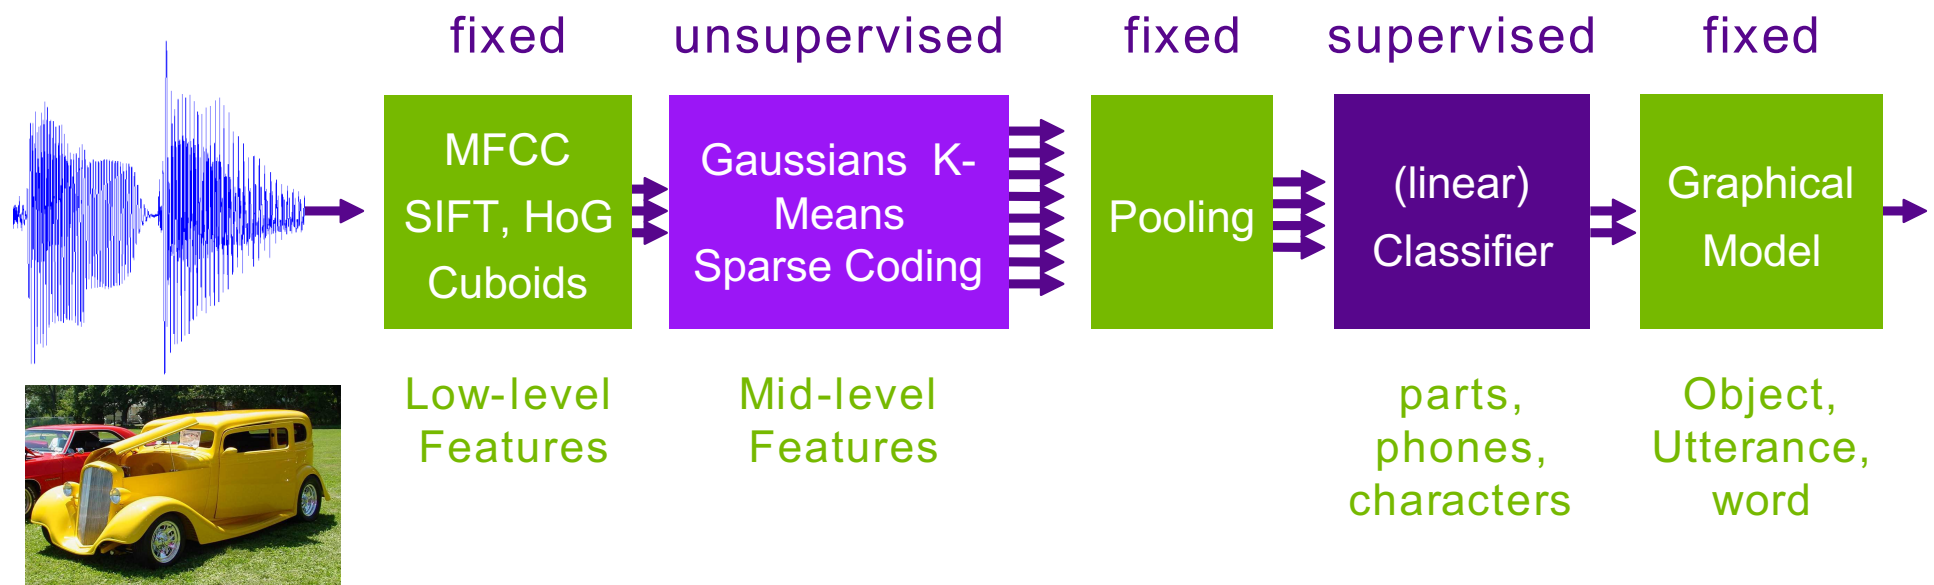 fixed
unsupervised
fixed
supervised
fixed
MFCC
SIFT, HoG
Cuboids
Gaussians K-
Means
Sparse Coding
Pooling
(linear)
Classifier
Graphical
Model
Low-level
Features
Mid-level
Features
parts,
phones,
characters
Object,
Utterance,
word